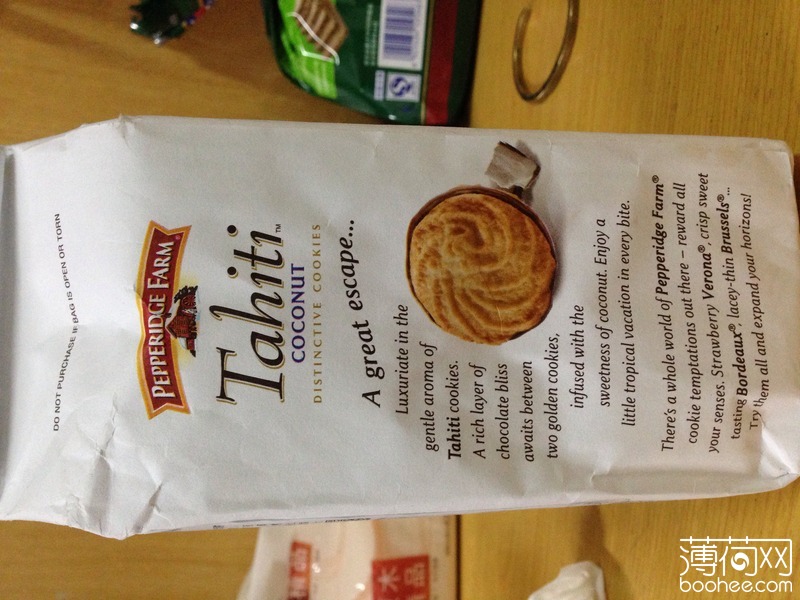 DO NOT PURCHASE IF BAG IS OPEN OR TORN
PEPPERIDGE FARM
Tahiti™
COCONUT
DISTINCTIVE COOKIES
A great escape...
Luxuriate in the
gentle aroma of
Tahiti cookies.
A rich layer of
chocolate bliss
awaits between
two golden cookies,
infused with the
sweetness of coconut. Enjoy a
little tropical vacation in every bite.
There's a whole world of Pepperidge Farm®
cookie temptations out there – reward all
your senses. Strawberry Verona®, crisp sweet
tasting Bordeaux®, lacey-thin Brussels®...
Try them all and expand your horizons!
薄荷网
boohee.com